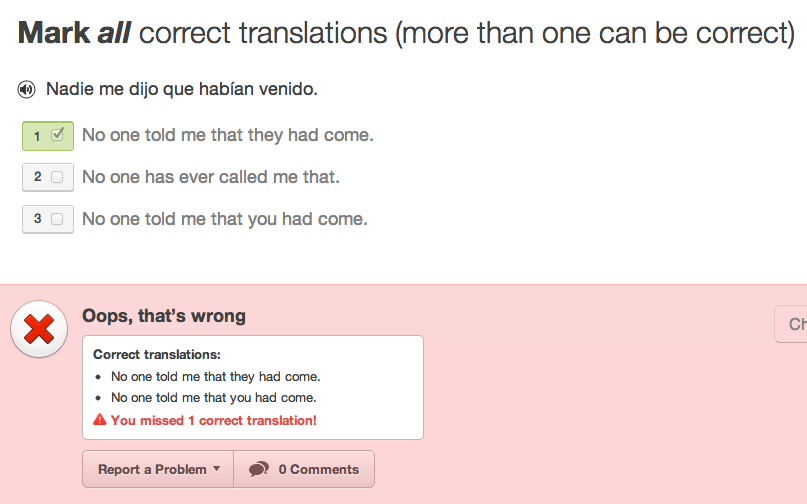 Mark all correct translations (more than one can be correct)
Nadie me dijo que habían venido.
1 No one told me that they had come.
2 No one has ever called me that.
3 No one told me that you had come.
Oops, that's wrong
Ch
Correct translations:
• No one told me that they had come.
• No one told me that you had come.
You missed 1 correct translation!
Report a Problem
0 Comments